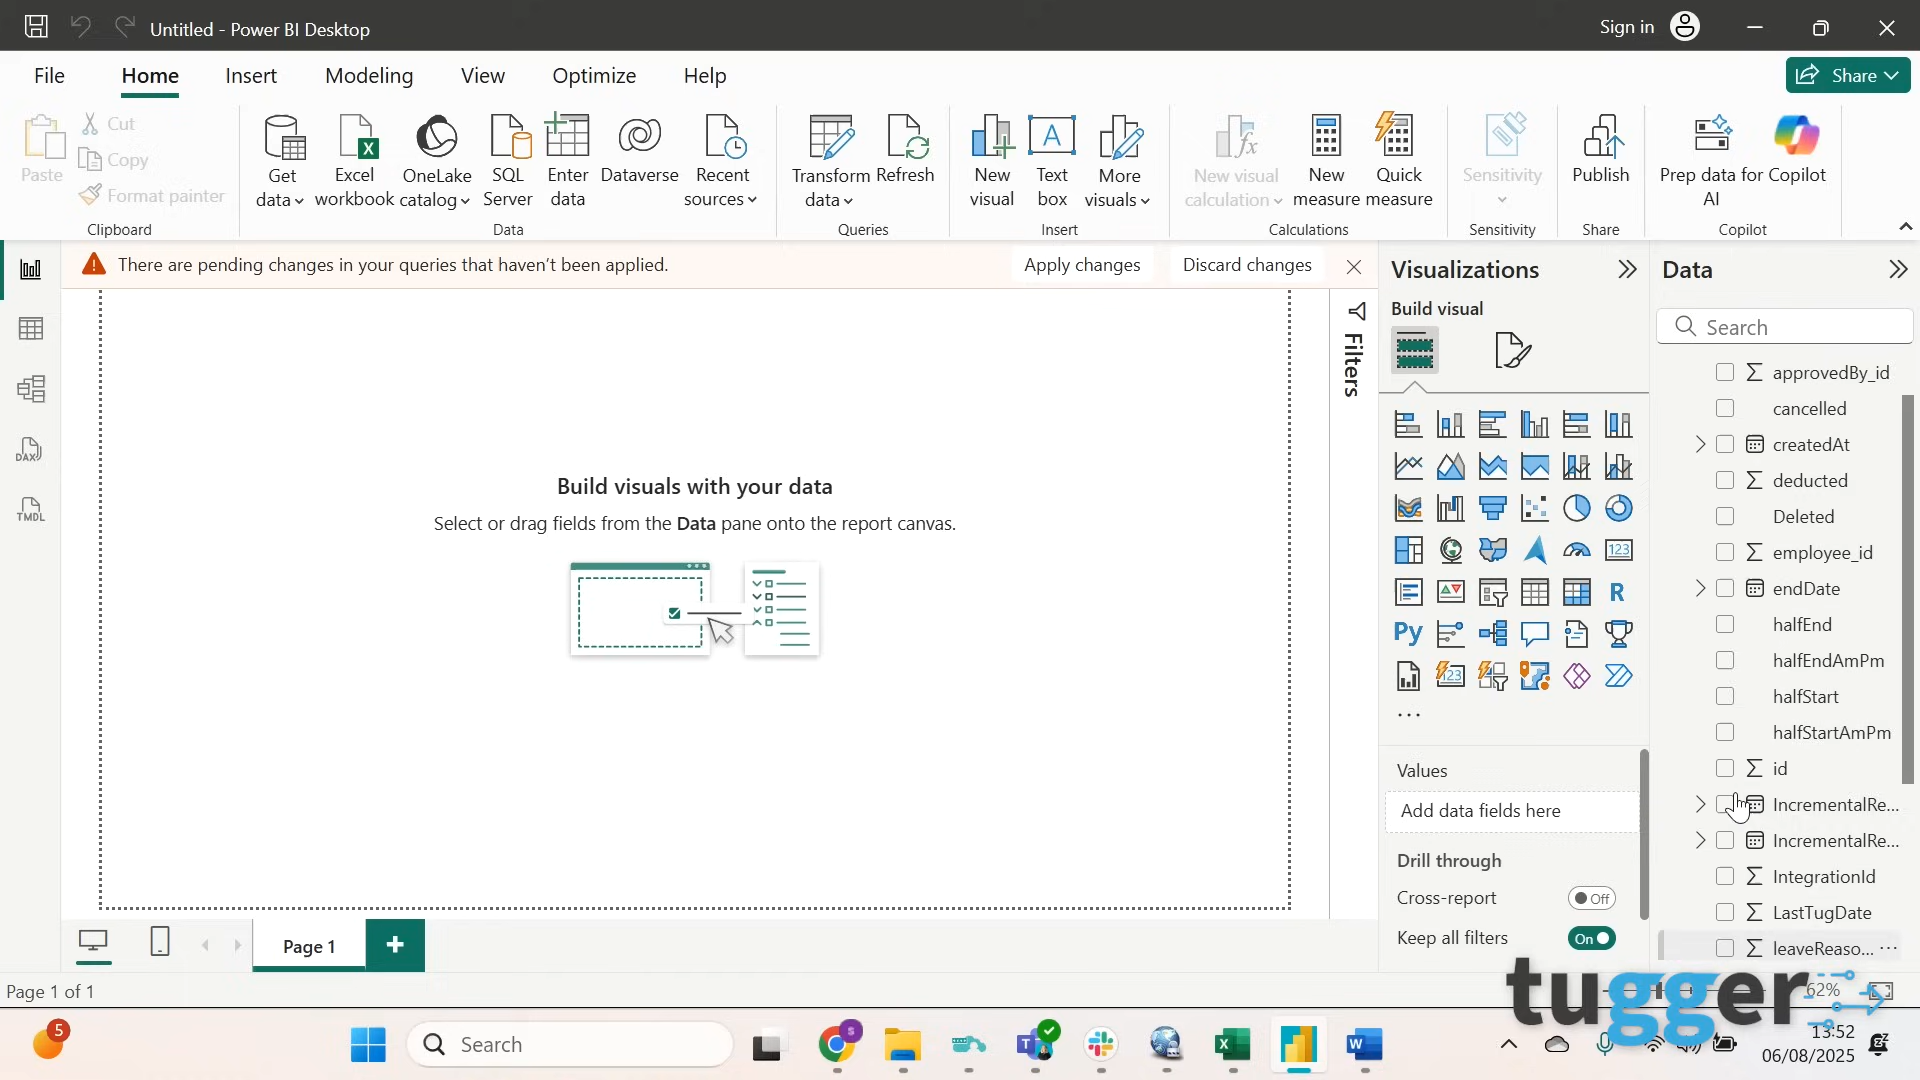 Untitled - Power BI Desktop
Sign in
File
Home
Insert
Modeling
View
Optimize
Help
Share
Paste
Cut
Copy
Format painter
Clipboard
Get
data
Excel
workbook
OneLake
catalog
SQL
Server
Enter
data
Dataverse
Recent
sources
Data
Transform
data
Refresh
Queries
New
visual
Text
box
More
visuals
Insert
New visual
calculation
New
measure
Quick
measure
Calculations
Sensitivity
Sensitivity
Publish
Share
Prep data for
AI
Copilot
Copilot
There are pending changes in your queries that haven't been applied.
Apply changes
Discard changes
Build visuals with your data
Select or drag fields from the Data pane onto the report canvas.
Filters
Visualizations
Build visual
Values
Add data fields here
Drill through
Cross-report
Off
Keep all filters
On
Data
Search
approvedBy_id
cancelled
createdAt
deducted
Deleted
employee_id
endDate
halfEnd
halfEndAmPm
halfStart
halfStartAmPm
id
IncrementalRe...
IncrementalRe...
IntegrationId
LastTugDate
leaveReaso...
DAX
TMDL
A
123
R
Py
123
Page 1
Page 1 of 1
62%
tugger
5
Search
S
13:52
06/08/2025